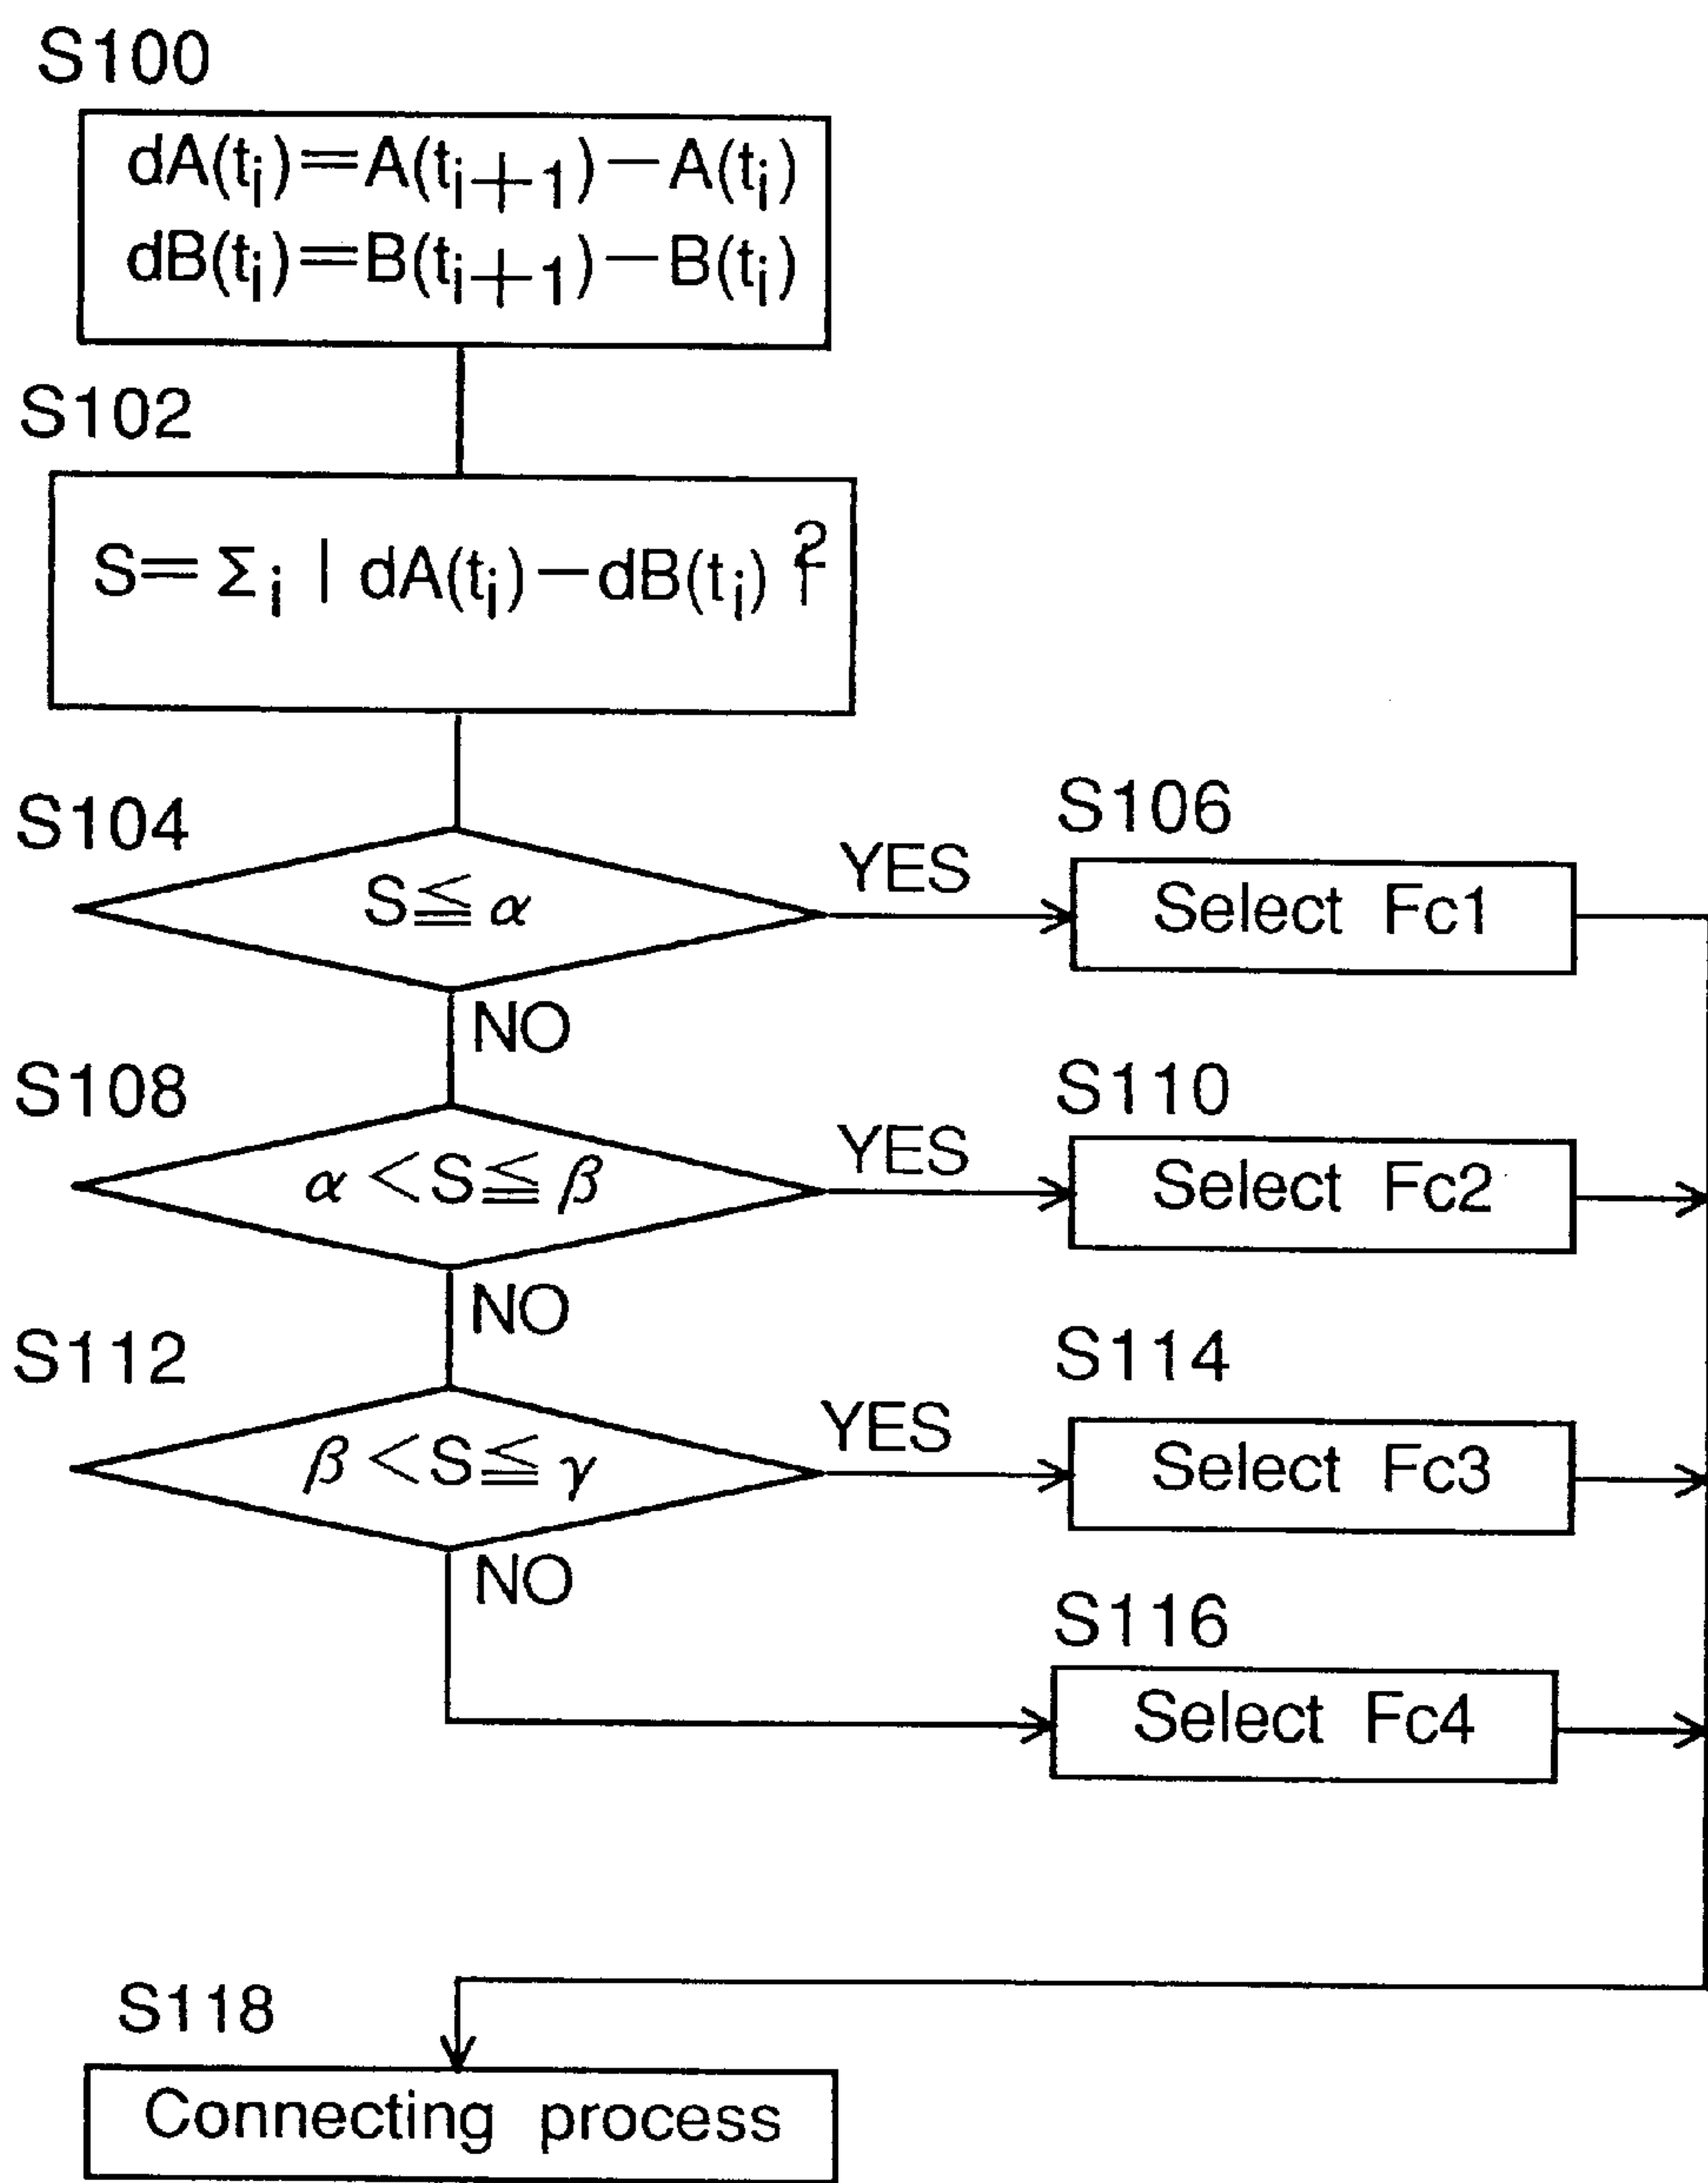 S100
dA(tᵢ)=A(tᵢ₊₁)−A(tᵢ)
dB(tᵢ)=B(tᵢ₊₁)−B(tᵢ)
S102
S=Σᵢ|dA(tᵢ)−dB(tᵢ)|²
S104
S≦α
YES
S106
Select Fc1
NO
S108
α<S≦β
YES
S110
Select Fc2
NO
S112
β<S≦γ
YES
S114
Select Fc3
NO
S116
Select Fc4
S118
Connecting process